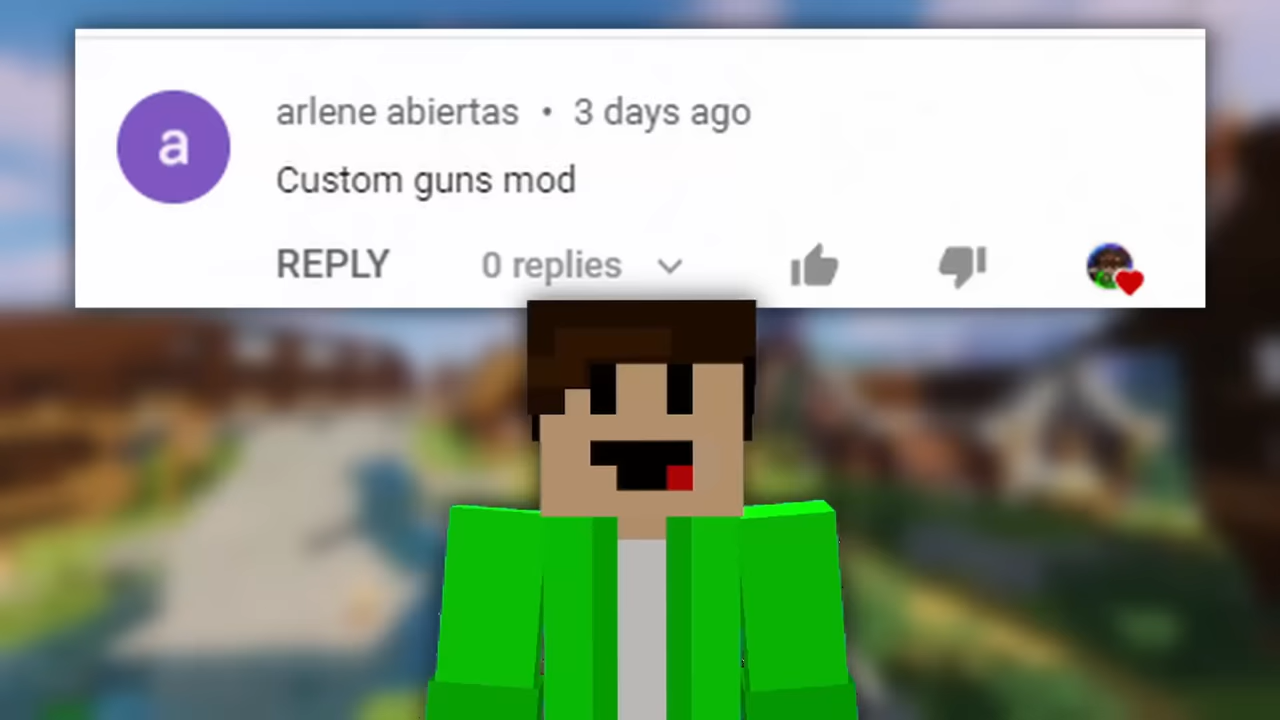 a
arlene abiertas • 3 days ago
Custom guns mod
REPLY 0 replies